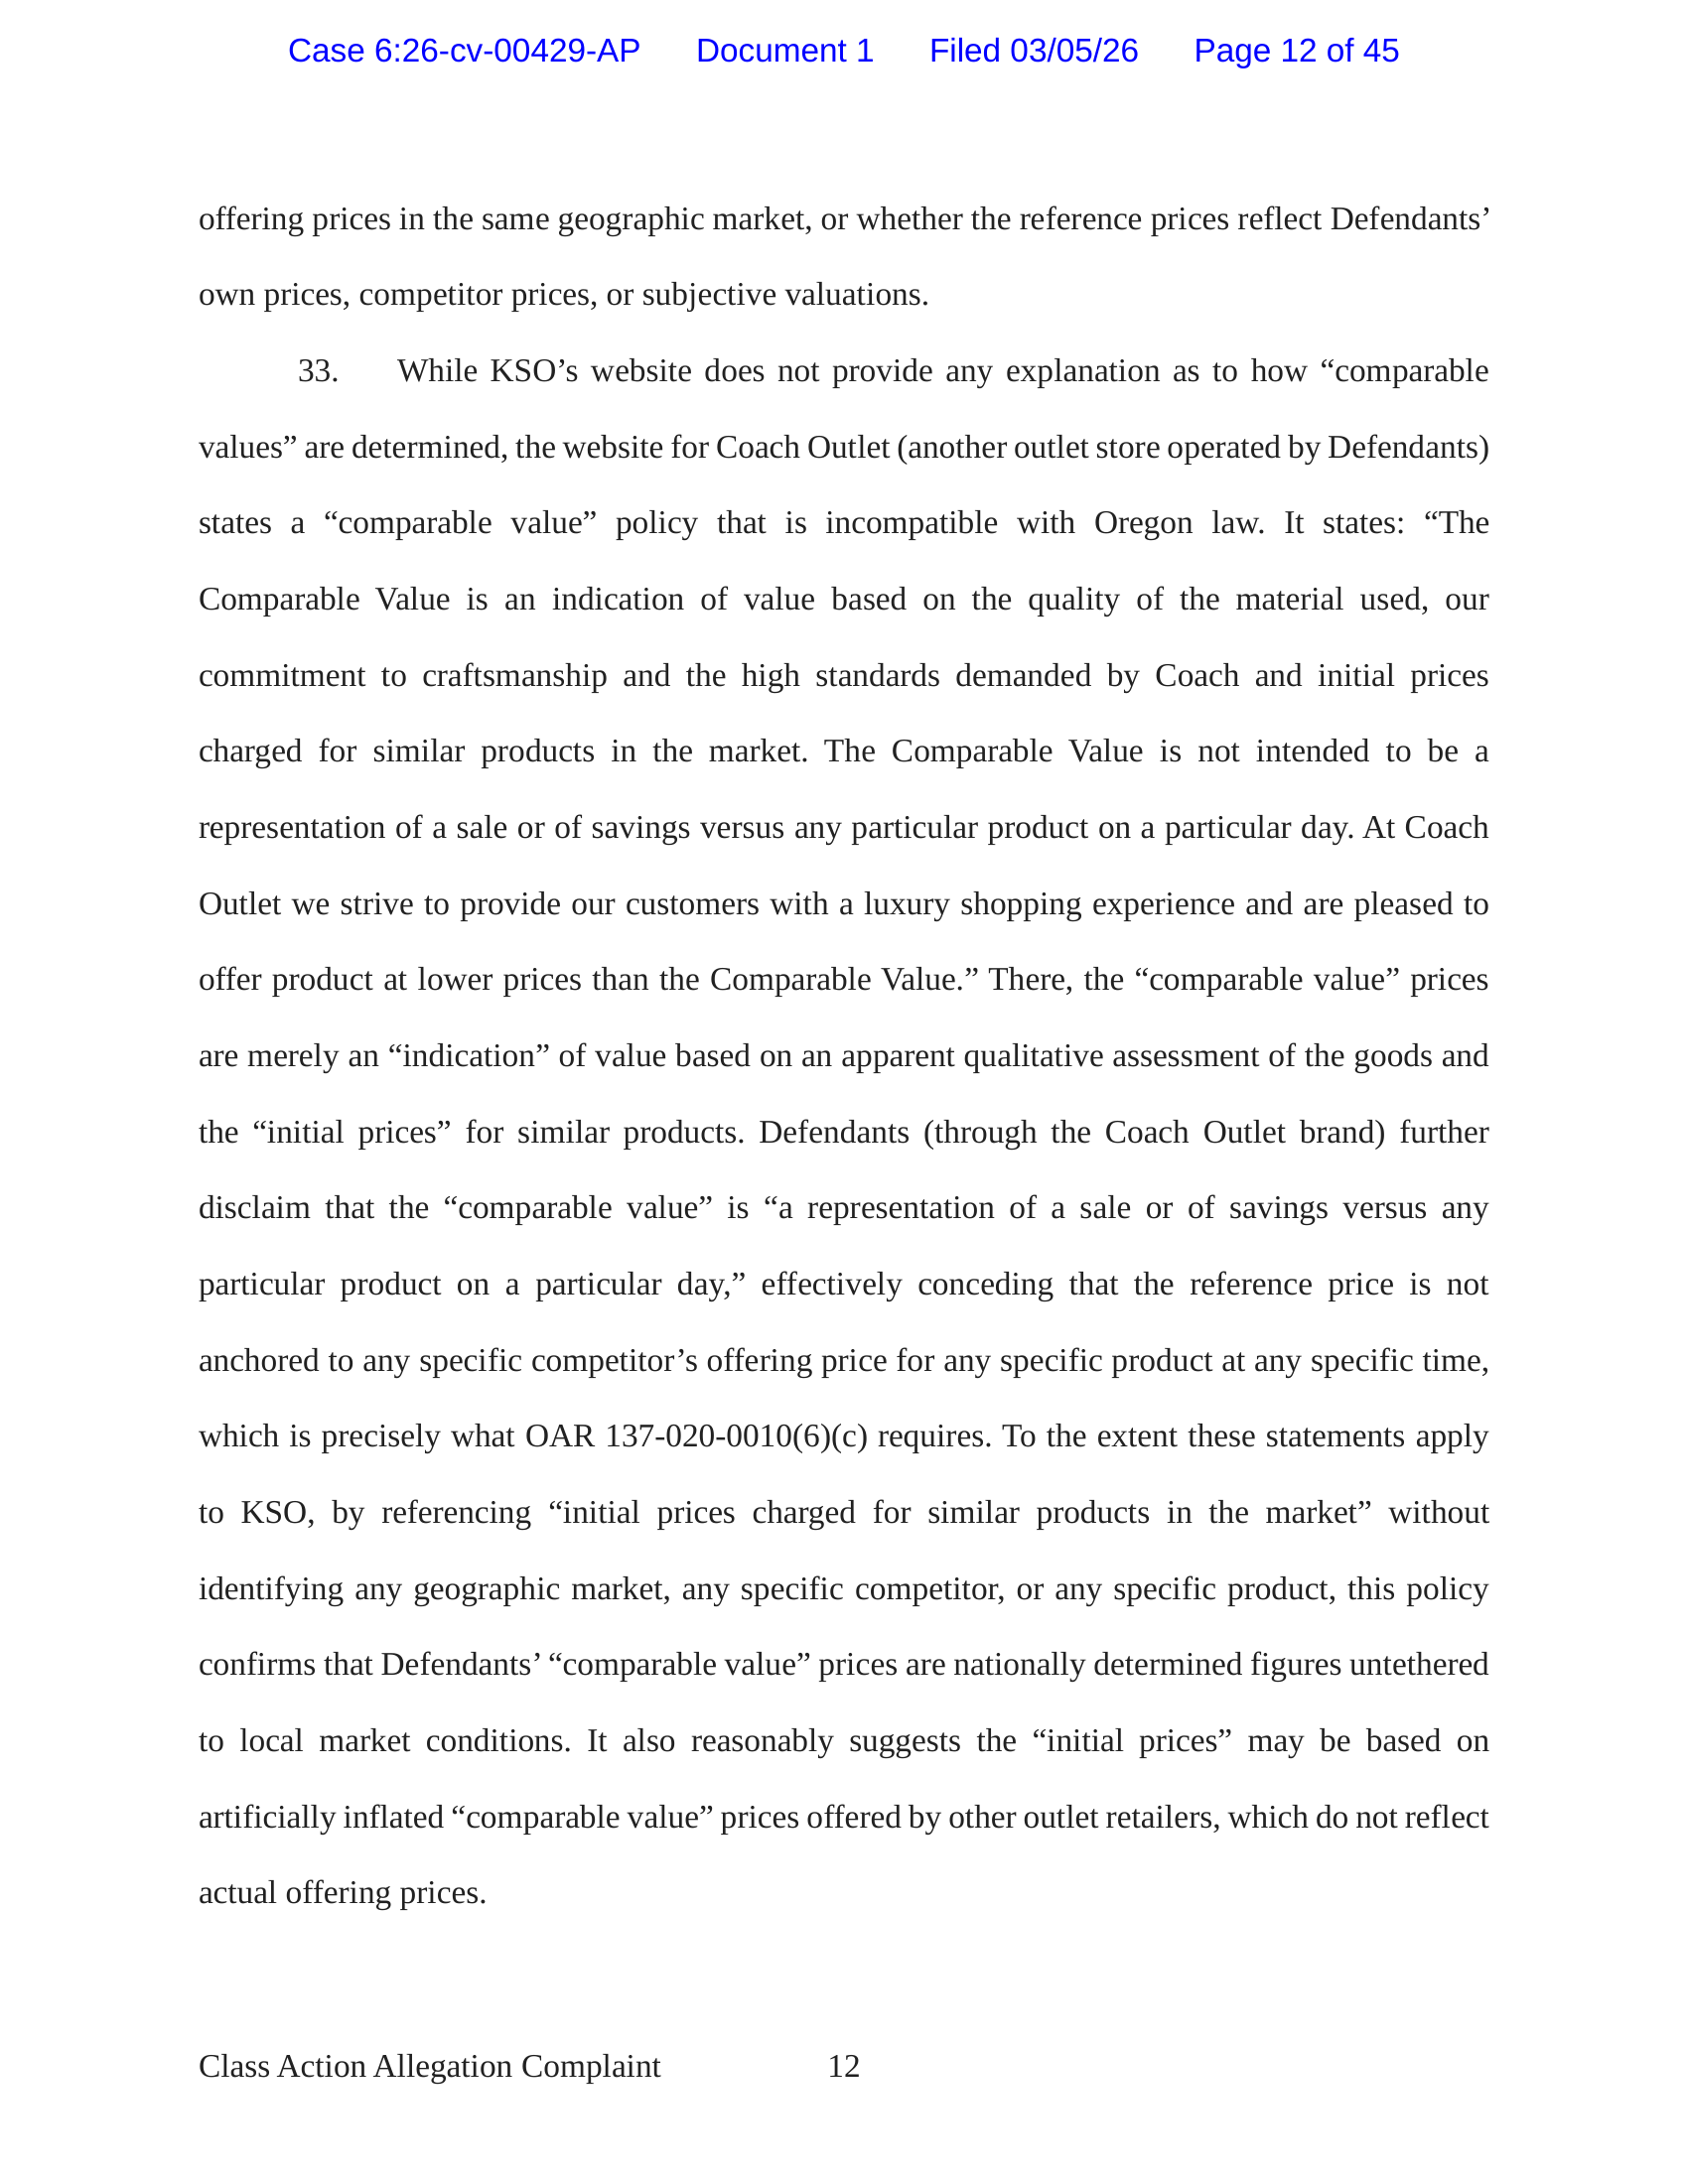 Case 6:26-cv-00429-AP Document 1 Filed 03/05/26 Page 12 of 45
offering prices in the same geographic market, or whether the reference prices reflect Defendants’
own prices, competitor prices, or subjective valuations.
33. While KSO’s website does not provide any explanation as to how “comparable
values” are determined, the website for Coach Outlet (another outlet store operated by Defendants)
states a “comparable value” policy that is incompatible with Oregon law. It states: “The
Comparable Value is an indication of value based on the quality of the material used, our
commitment to craftsmanship and the high standards demanded by Coach and initial prices
charged for similar products in the market. The Comparable Value is not intended to be a
representation of a sale or of savings versus any particular product on a particular day. At Coach
Outlet we strive to provide our customers with a luxury shopping experience and are pleased to
offer product at lower prices than the Comparable Value.” There, the “comparable value” prices
are merely an “indication” of value based on an apparent qualitative assessment of the goods and
the “initial prices” for similar products. Defendants (through the Coach Outlet brand) further
disclaim that the “comparable value” is “a representation of a sale or of savings versus any
particular product on a particular day,” effectively conceding that the reference price is not
anchored to any specific competitor’s offering price for any specific product at any specific time,
which is precisely what OAR 137-020-0010(6)(c) requires. To the extent these statements apply
to KSO, by referencing “initial prices charged for similar products in the market” without
identifying any geographic market, any specific competitor, or any specific product, this policy
confirms that Defendants’ “comparable value” prices are nationally determined figures untethered
to local market conditions. It also reasonably suggests the “initial prices” may be based on
artificially inflated “comparable value” prices offered by other outlet retailers, which do not reflect
actual offering prices.
Class Action Allegation Complaint 12